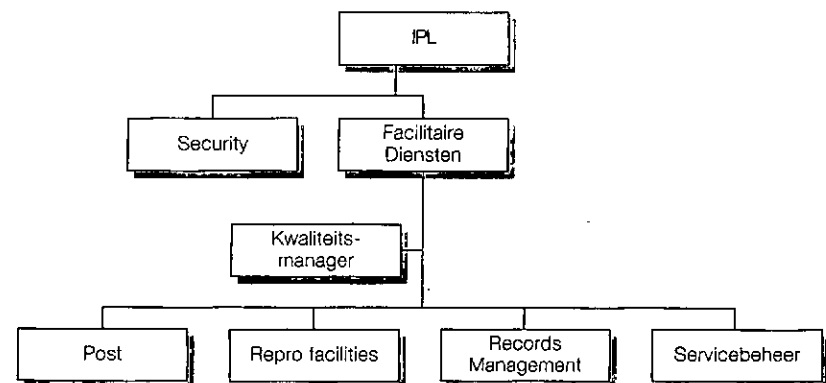 IPL
Security
Facilitaire
Diensten
Kwaliteits-
manager
Post
Repro facilities
Records
Management
Servicebeheer